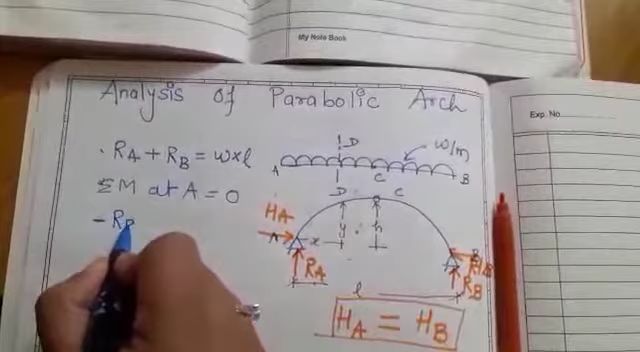 My Note Book
Analysis of Parabolic Arch
Exp. No
RA + RB = w×l
ΣM at A = 0
- RB
D
w/m
A
C
B
D
C
HA
A
x
y
h
RA
RB
l
HA = HB